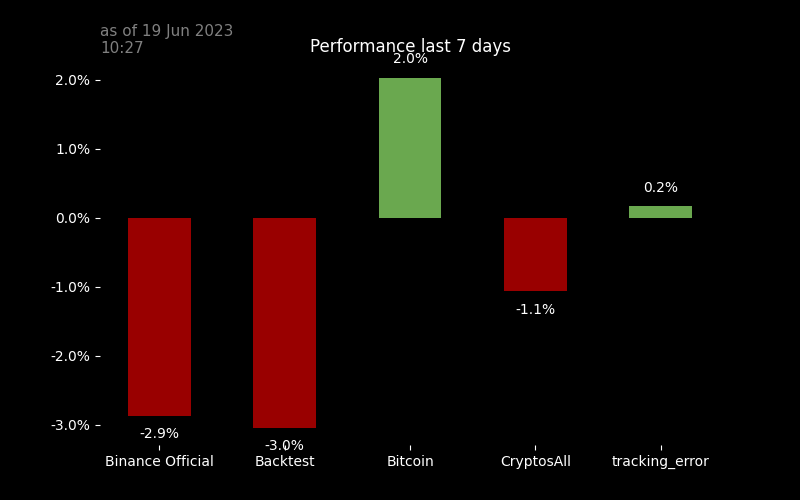 as of 19 Jun 2023
10:27
Performance last 7 days
2.0%
2.0%
1.0%
0.2%
0.0%
-1.0%
-1.1%
-2.0%
-3.0%
-2.9%
-3.0%
Binance Official
Backtest
Bitcoin
CryptosAll
tracking_error